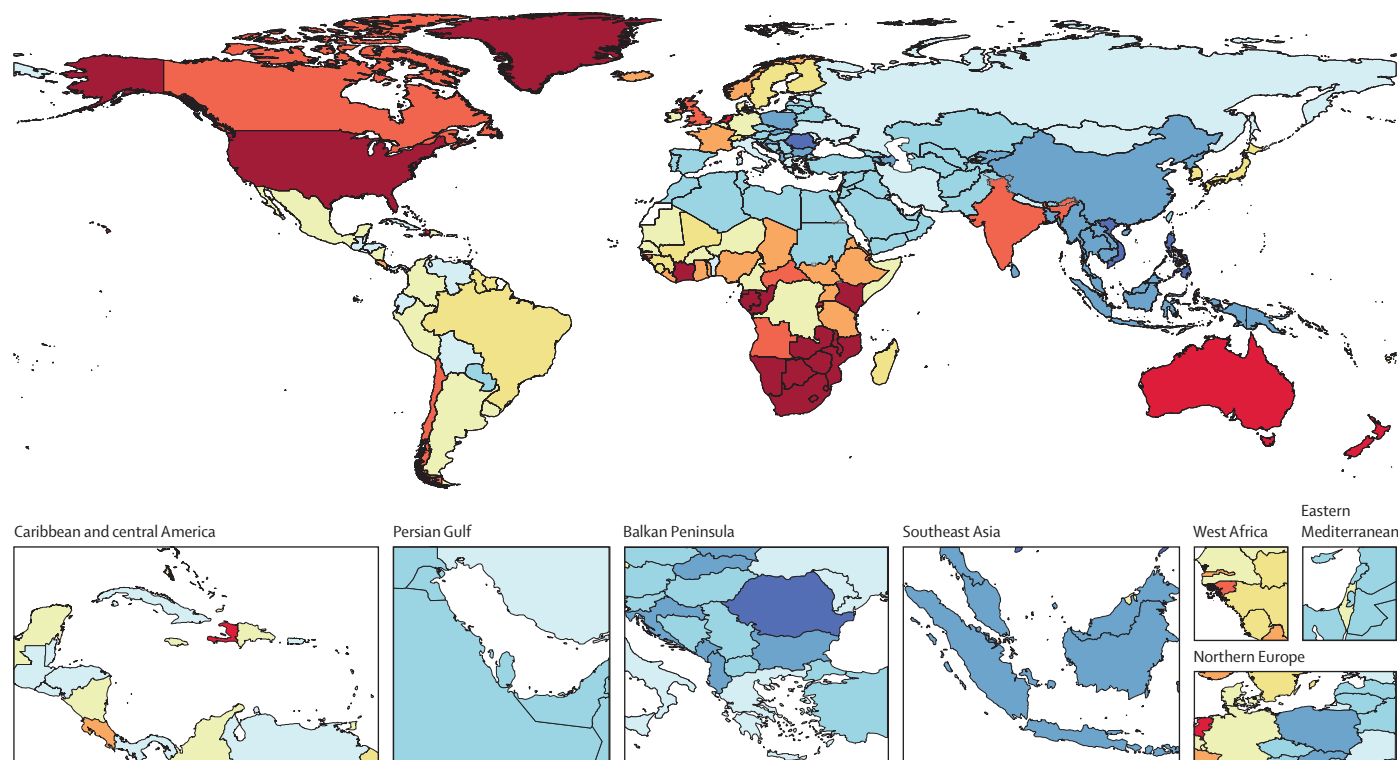 Caribbean and central America
Persian Gulf
Balkan Peninsula
Southeast Asia
West Africa
Eastern
Mediterranean
Northern Europe